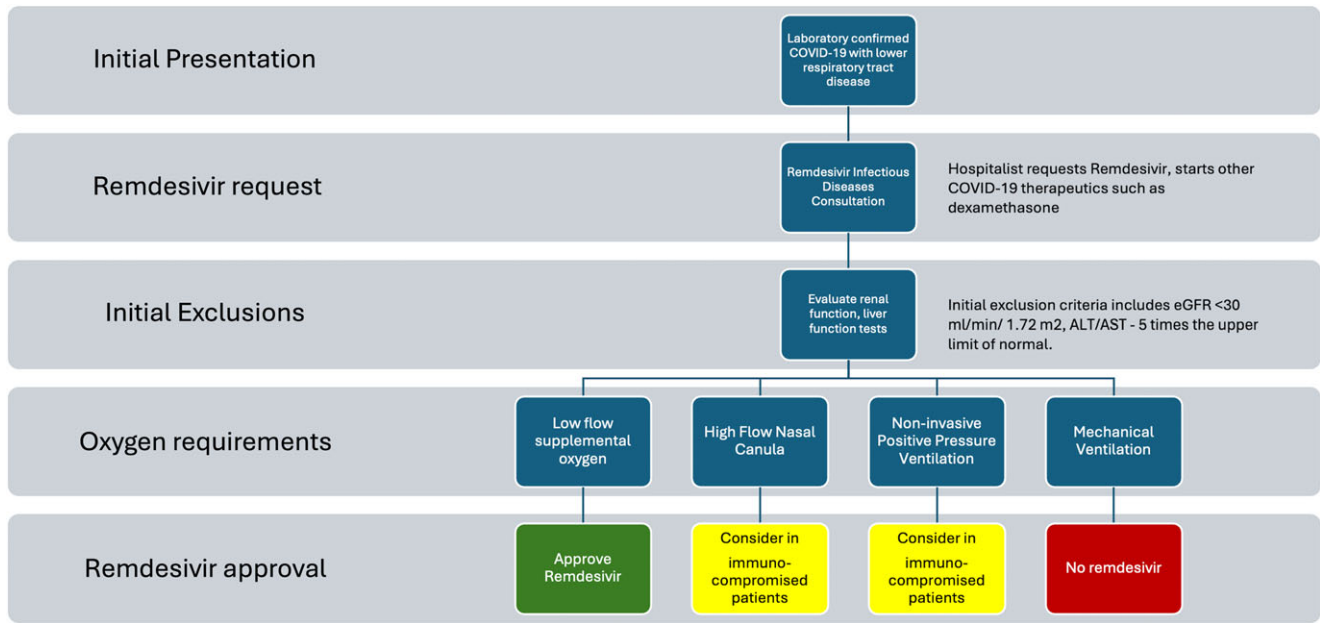 Initial Presentation
Laboratory confirmed
COVID-19 with lower
respiratory tract
disease
Remdesivir request
Remdesivir Infectious
Diseases
Consultation
Hospitalist requests Remdesivir, starts other
COVID-19 therapeutics such as
dexamethasone
Initial Exclusions
Evaluate renal
function, liver
function tests
Initial exclusion criteria includes eGFR <30
ml/min/ 1.72 m2, ALT/AST - 5 times the upper
limit of normal.
Oxygen requirements
Low flow
supplemental
oxygen
High Flow Nasal
Canula
Non-invasive
Positive Pressure
Ventilation
Mechanical
Ventilation
Remdesivir approval
Approve
Remdesivir
Consider in
immuno-
compromised
patients
Consider in
immuno-
compromised
patients
No remdesivir